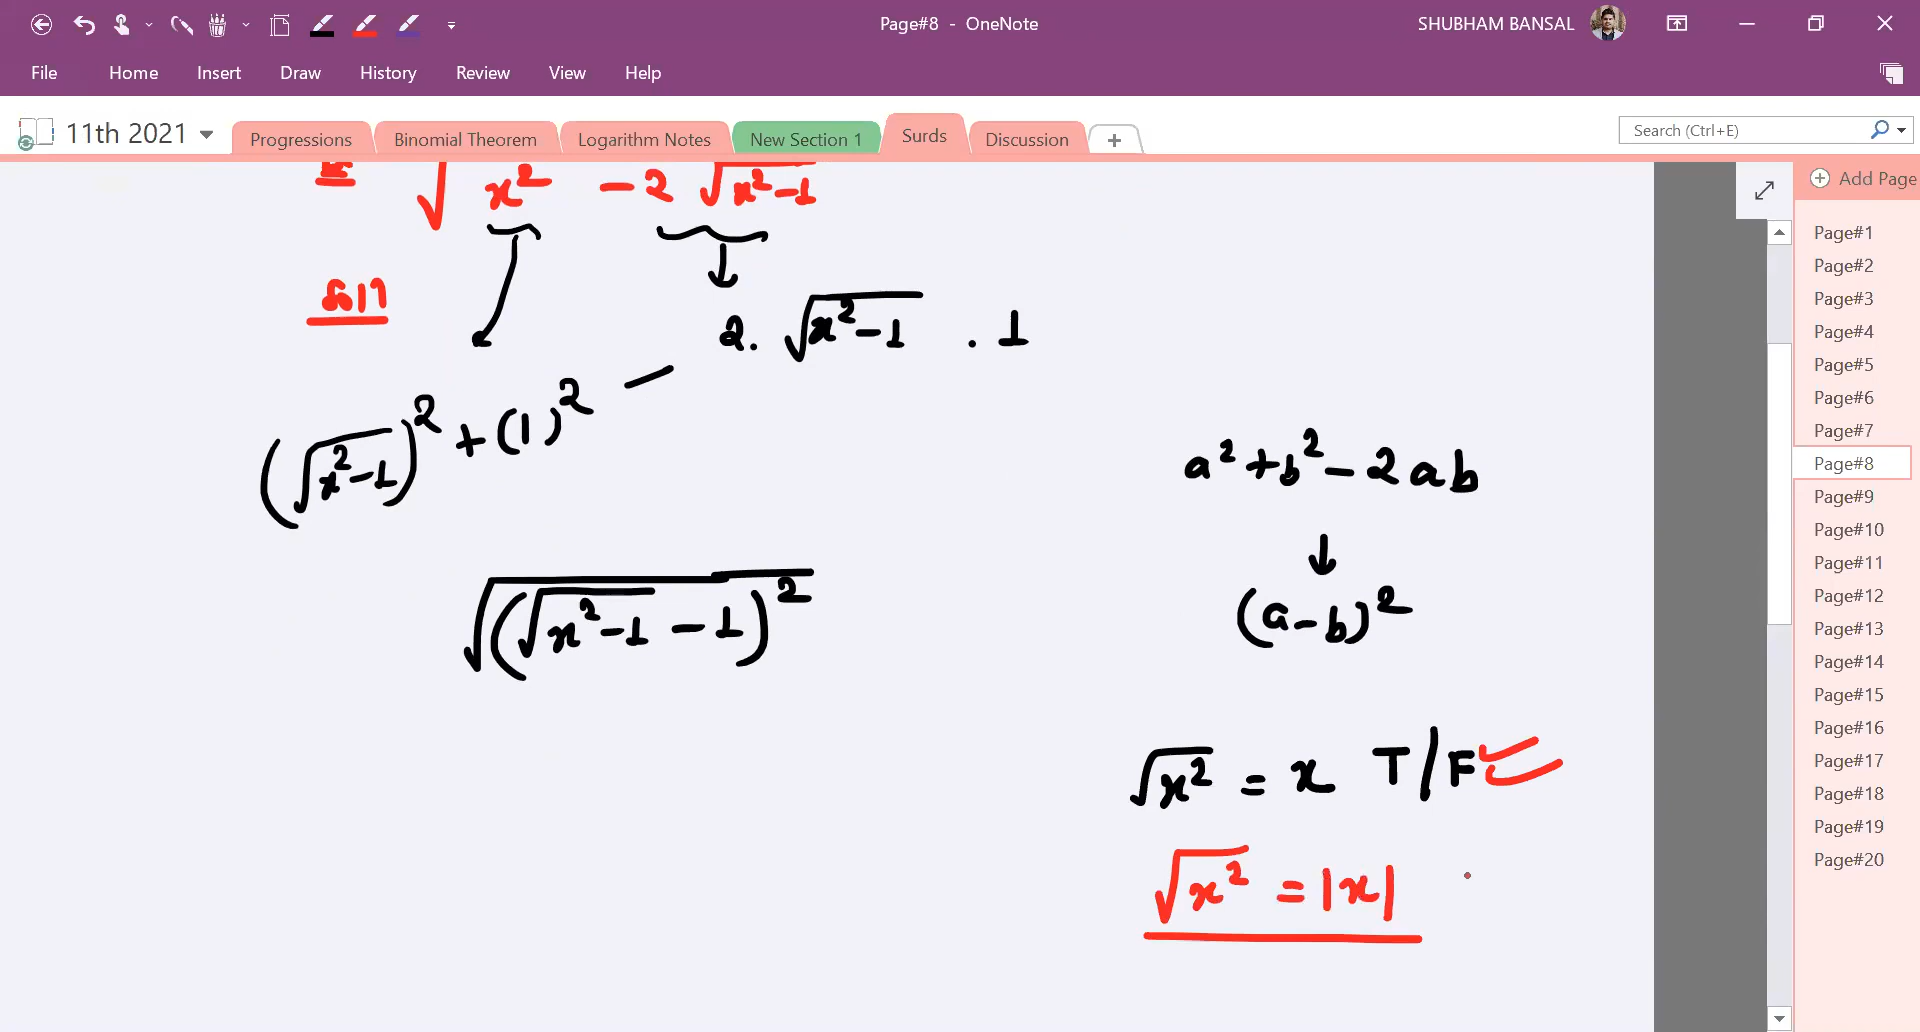 Page#8 - OneNote
SHUBHAM BANSAL
File Home Insert Draw History Review View Help
11th 2021
Progressions
Binomial Theorem
Logarithm Notes
New Section 1
Surds
Discussion
+
Search (Ctrl+E)
√x² − 2√x²−1
Sol1
2. √x²−1 . 1
(√x²−1)² + (1)² −
√(√x²−1 − 1)²
a² + b² − 2ab
↓
(a−b)²
√x² = x T/F
√x² = |x|
Add Page
Page#1
Page#2
Page#3
Page#4
Page#5
Page#6
Page#7
Page#8
Page#9
Page#10
Page#11
Page#12
Page#13
Page#14
Page#15
Page#16
Page#17
Page#18
Page#19
Page#20